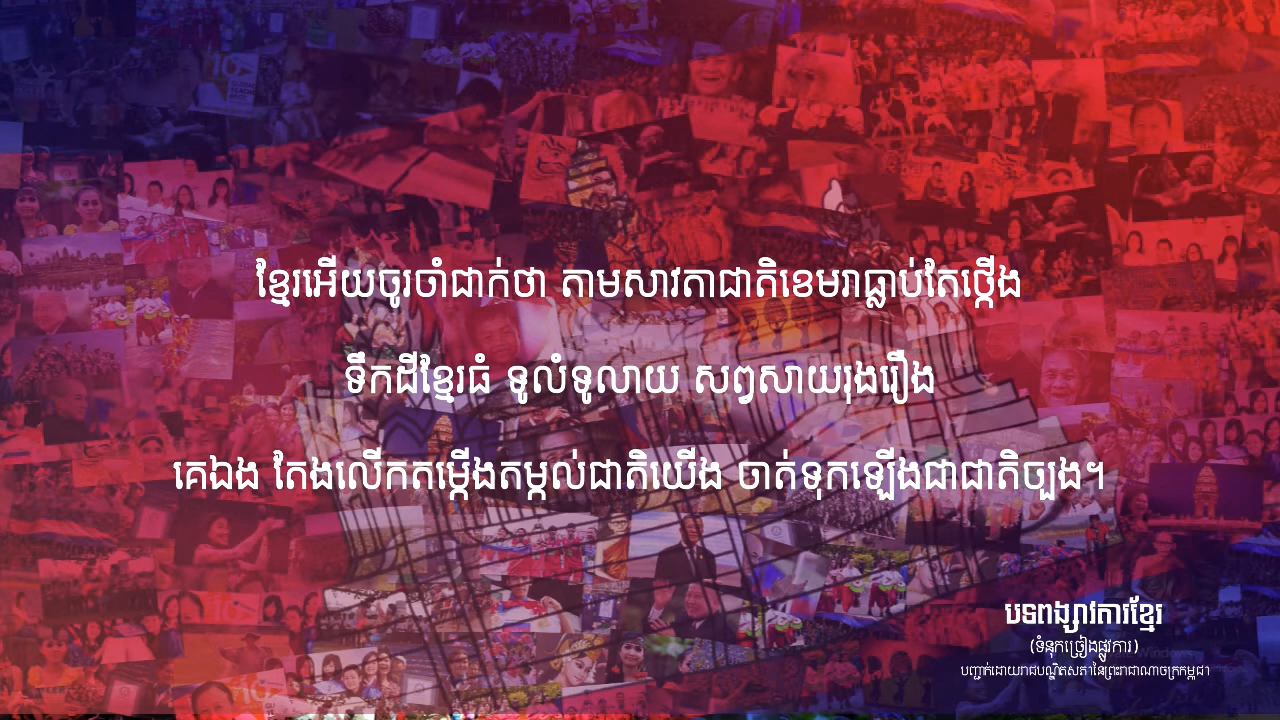 ខ្មែរអើយចូរចាំជាក់ថា តាមសាវតាជាតិខេមរាធ្លាប់តែថ្កើង
ទឹកដីខ្មែរធំ ទូលំទូលាយ សព្វសាយរុងរឿង
គេឯង តែងលើកតម្កើងតម្កល់ជាតិយើង ចាត់ទុកឡើងជាជាតិច្បង។
បទពង្សាវតារខ្មែរ
(ទំនុកច្រៀងផ្លូវការ)
បញ្ជាក់ដោយរាជបណ្ឌិតសភានៃព្រះរាជាណាចក្រកម្ពុជា